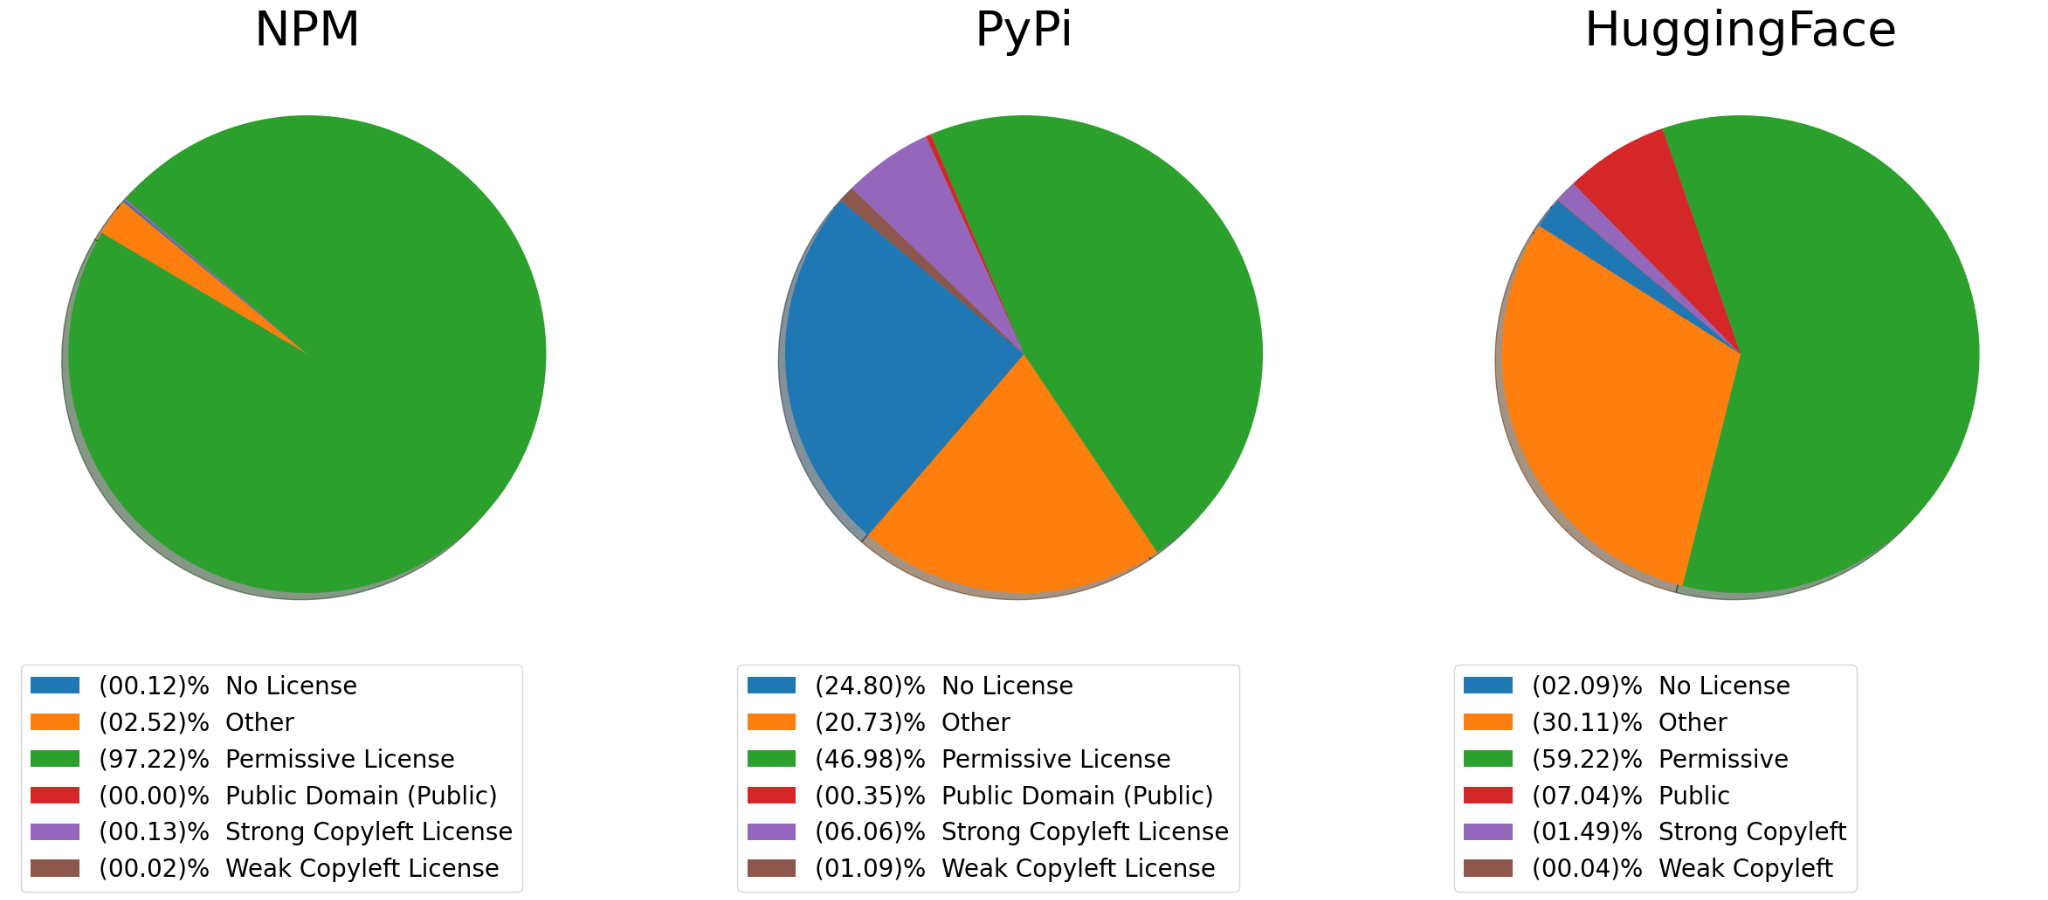 NPM
PyPi
HuggingFace
(00.12)% No License
(02.52)% Other
(97.22)% Permissive License
(00.00)% Public Domain (Public)
(00.13)% Strong Copyleft License
(00.02)% Weak Copyleft License
(24.80)% No License
(20.73)% Other
(46.98)% Permissive License
(00.35)% Public Domain (Public)
(06.06)% Strong Copyleft License
(01.09)% Weak Copyleft License
(02.09)% No License
(30.11)% Other
(59.22)% Permissive
(07.04)% Public
(01.49)% Strong Copyleft
(00.04)% Weak Copyleft